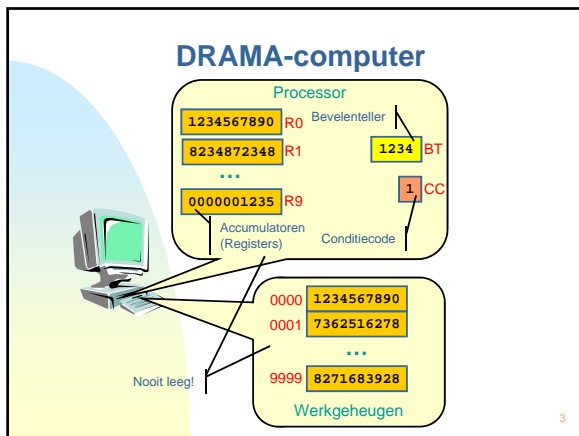 DRAMA-computer
Processor
1234567890 R0
Bevelenteller
8234872348 R1
1234 BT
...
1 CC
0000001235 R9
Accumulatoren
(Registers)
Conditiecode
0000 1234567890
0001 7362516278
...
Nooit leeg!
9999 8271683928
Werkgeheugen
3